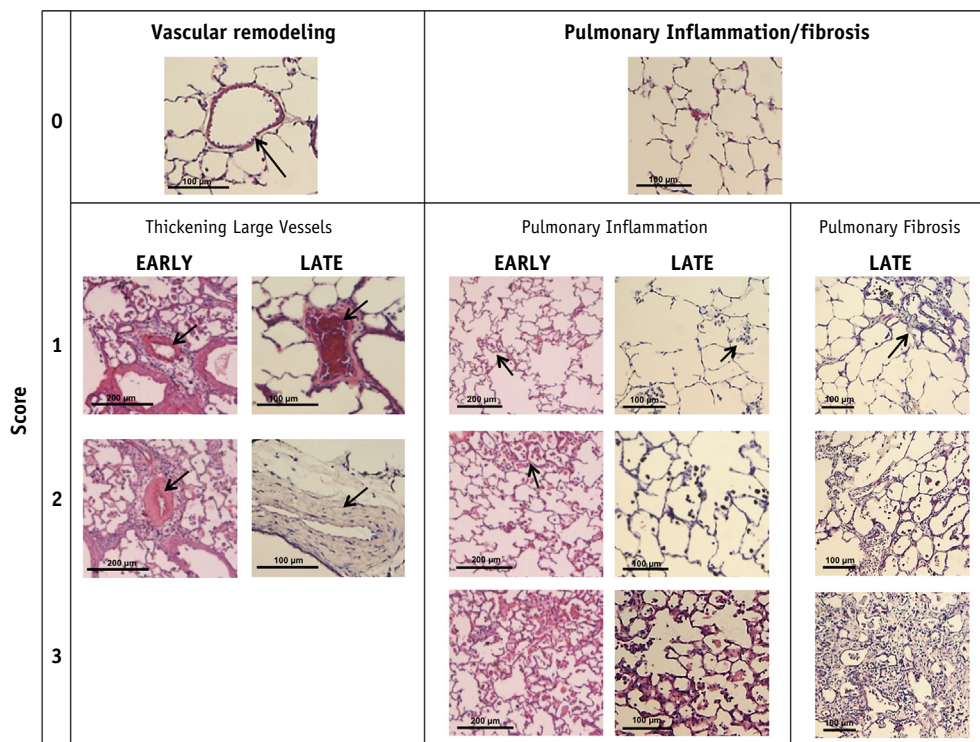 Vascular remodeling
Pulmonary Inflammation/fibrosis
0
100 µm
100 µm
Thickening Large Vessels
Pulmonary Inflammation
Pulmonary Fibrosis
EARLY
LATE
EARLY
LATE
LATE
Score
1
200 µm
100 µm
200 µm
100 µm
100 µm
2
200 µm
100 µm
200 µm
100 µm
100 µm
3
200 µm
100 µm
100 µm